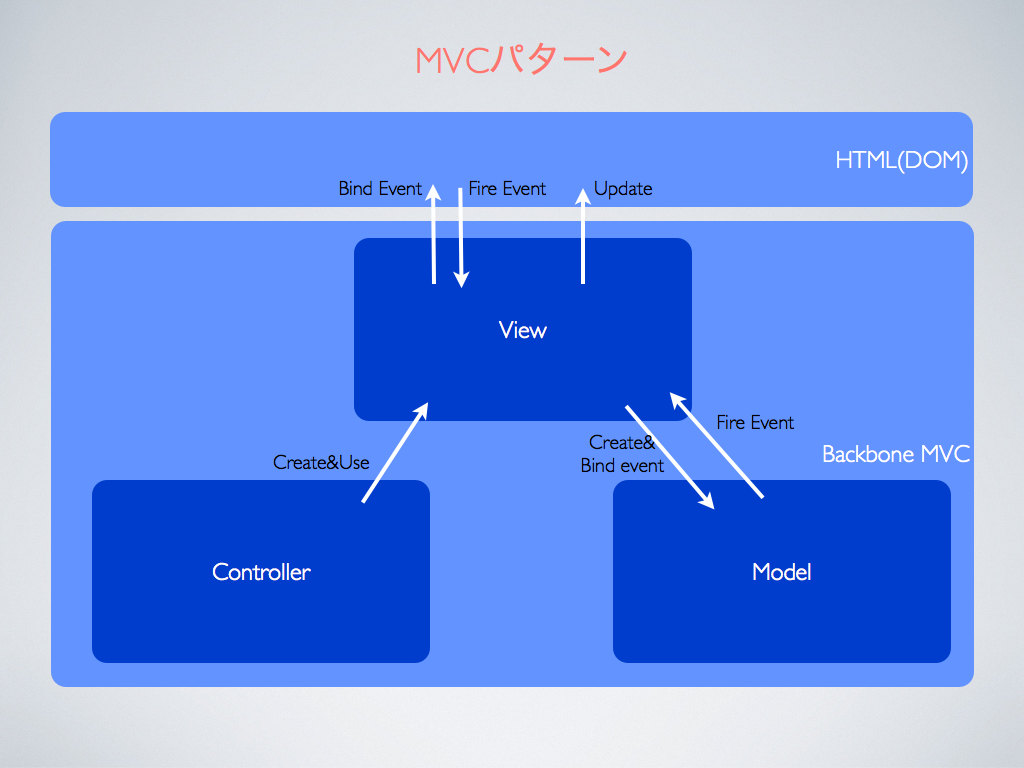 MVCパターン
HTML(DOM)
Bind Event
Fire Event
Update
View
Fire Event
Create&
Bind event
Backbone MVC
Create&Use
Controller
Model